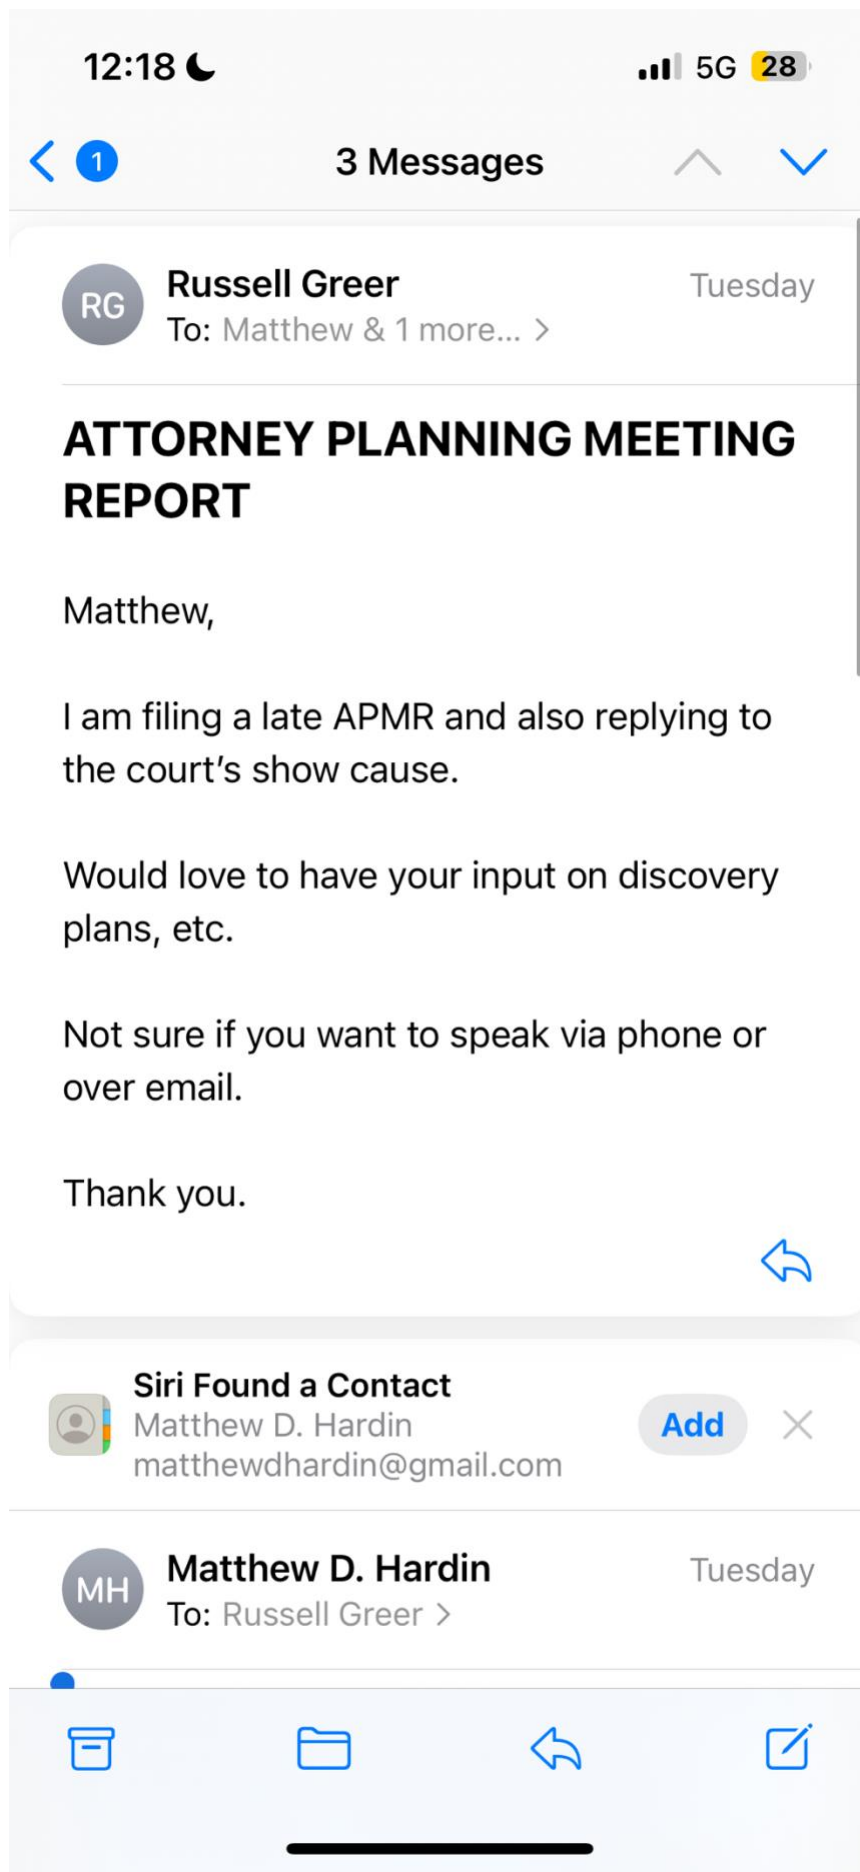 12:18
5G 28
1
3 Messages
RG
Russell Greer
Tuesday
To: Matthew & 1 more...
ATTORNEY PLANNING MEETING
REPORT
Matthew,
I am filing a late APMR and also replying to
the court's show cause.
Would love to have your input on discovery
plans, etc.
Not sure if you want to speak via phone or
over email.
Thank you.
Siri Found a Contact
Matthew D. Hardin
matthewdhardin@gmail.com
Add
MH
Matthew D. Hardin
Tuesday
To: Russell Greer